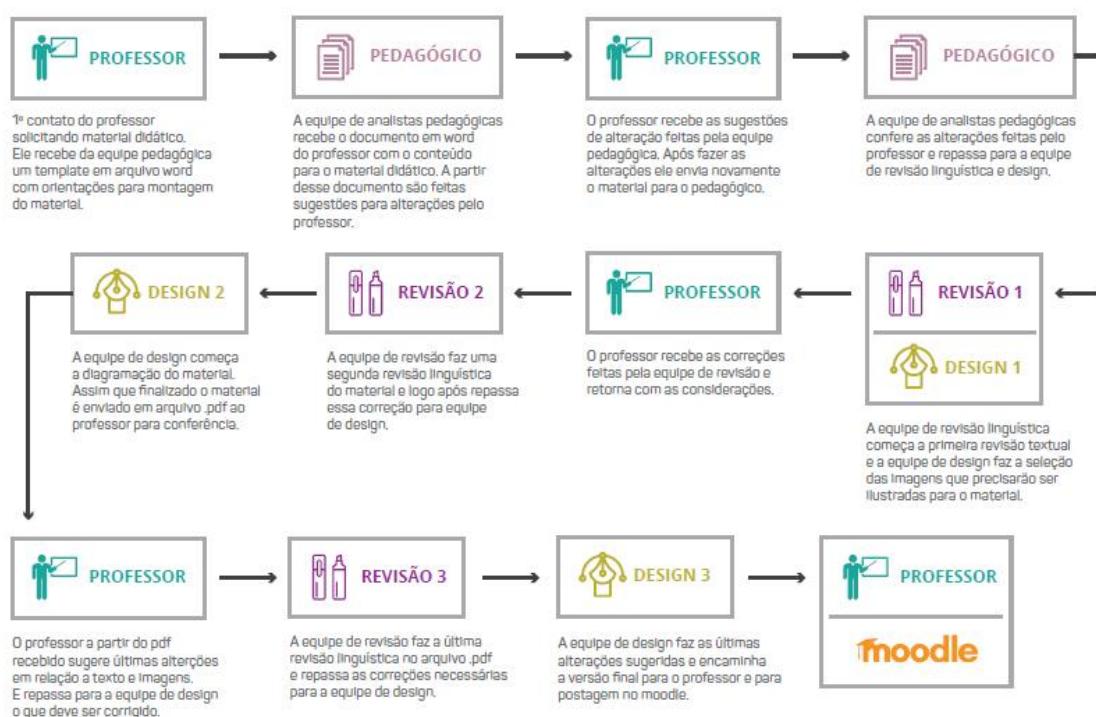 PROFESSOR
1º contato do professor
solicitando material didático.
Ele recebe da equipe pedagógica
um template em arquivo word
com orientações para montagem
do material.
PEDAGÓGICO
A equipe de analistas pedagógicas
recebe o documento em word
do professor com o conteúdo
para o material didático. A partir
desse documento são feitas
sugestões para alterações pelo
professor.
PROFESSOR
O professor recebe as sugestões
de alteração feitas pela equipe
pedagógica. Após fazer as
alterações ele envia novamente
o material para o pedagógico.
PEDAGÓGICO
A equipe de analistas pedagógicas
confere as alterações feitas pelo
professor e repassa para a equipe
de revisão linguística e design.
REVISÃO 1
DESIGN 1
A equipe de revisão linguística
começa a primeira revisão textual
e a equipe de design faz a seleção
das imagens que precisarão ser
ilustradas para o material.
PROFESSOR
O professor recebe as correções
feitas pela equipe de revisão e
retorna com as considerações.
REVISÃO 2
A equipe de revisão faz uma
segunda revisão linguística
do material e logo após repassa
essa correção para equipe
de design.
DESIGN 2
A equipe de design começa
a diagramação do material.
Assim que finalizado o material
é enviado em arquivo .pdf ao
professor para conferência.
PROFESSOR
O professor a partir do pdf
recebido sugere últimas alterções
em relação a texto e imagens.
E repassa para a equipe de design
o que deve ser corrigido.
REVISÃO 3
A equipe de revisão faz a última
revisão linguística no arquivo .pdf
e repassa as correções necessárias
para a equipe de design.
DESIGN 3
A equipe de design faz as últimas
alterações sugeridas e encaminha
a versão final para o professor e para
postagem no moodle.
PROFESSOR
moodle